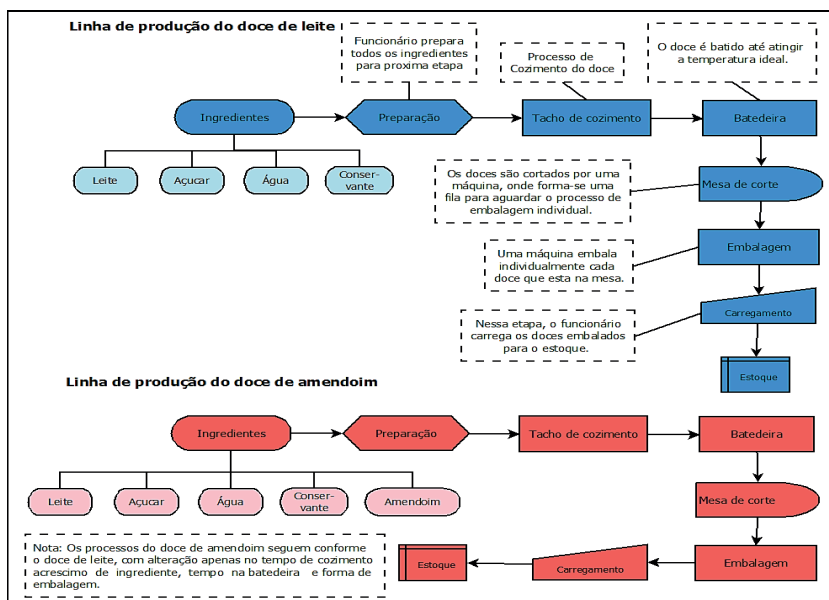 Linha de produção do doce de leite
Funcionário prepara
todos os ingredientes
para proxima etapa
Processo de
Cozimento do doce
O doce é batido até atingir
a temperatura ideal.
Ingredientes
Preparação
Tacho de cozimento
Batedeira
Leite
Açucar
Água
Conser-
vante
Os doces são cortados por uma
máquina, onde forma-se uma
fila para aguardar o processo de
embalagem individual.
Mesa de corte
Uma máquina embala
individualmente cada
doce que esta na mesa.
Embalagem
Nessa etapa, o funcionário
carrega os doces embalados
para o estoque.
Carregamento
Estoque
Linha de produção do doce de amendoim
Ingredientes
Preparação
Tacho de cozimento
Batedeira
Leite
Açucar
Água
Conser-
vante
Amendoim
Mesa de corte
Nota: Os processos do doce de amendoim seguem conforme
o doce de leite, com alteração apenas no tempo de cozimento
acrescimo de ingrediente, tempo na batedeira e forma de
embalagem.
Estoque
Carregamento
Embalagem